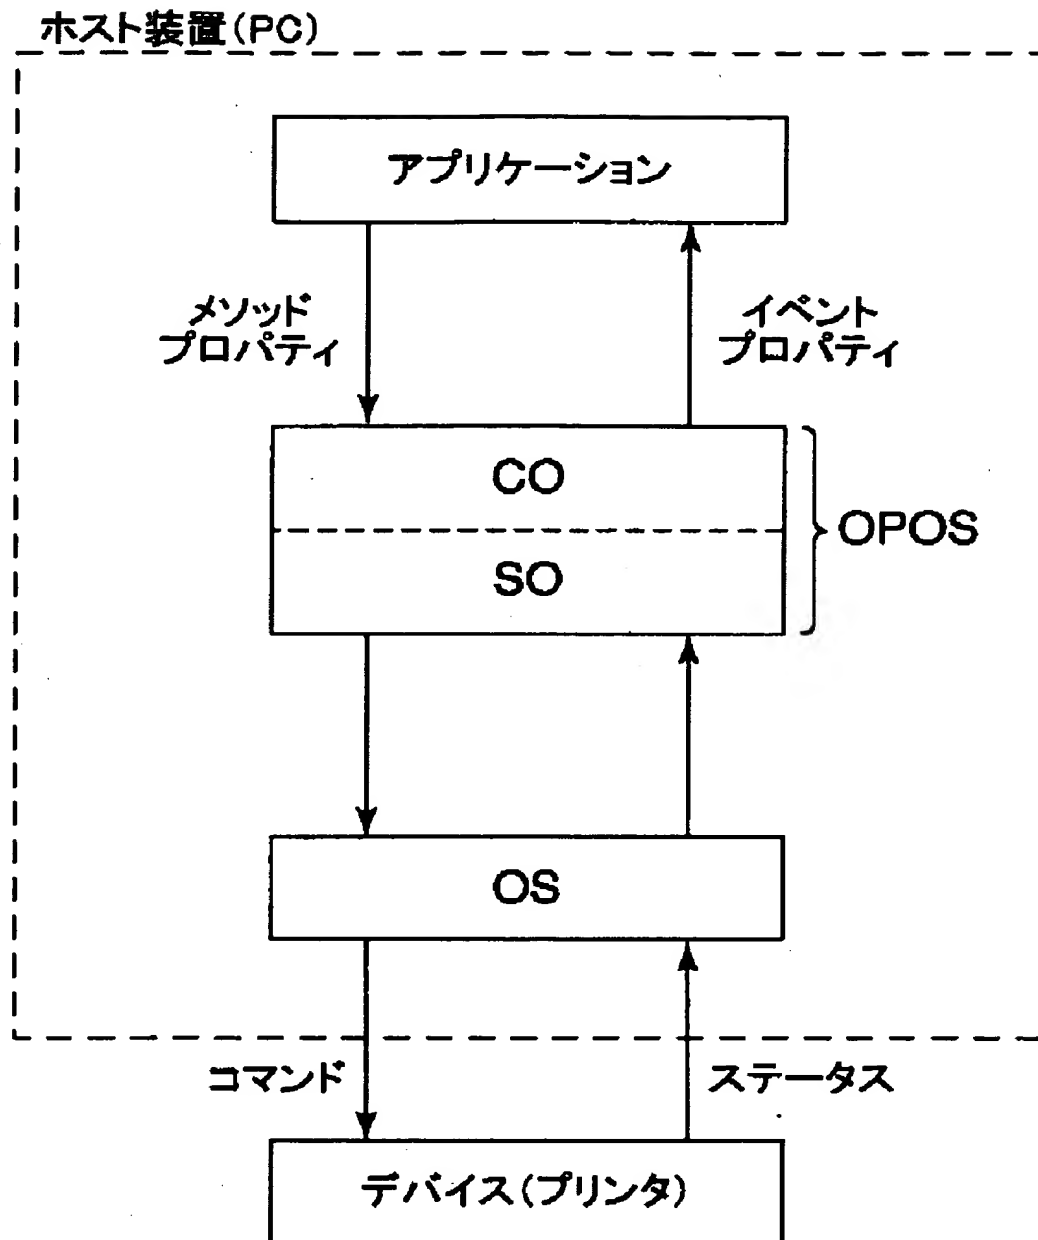 ホスト装置(PC)
アプリケーション
メソッド
プロパティ
イベント
プロパティ
CO
SO
OPOS
OS
コマンド
ステータス
デバイス(プリンタ)